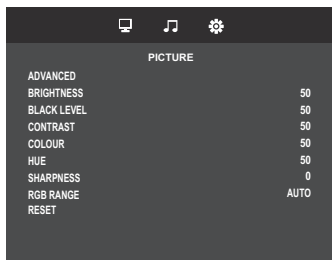 PICTURE
ADVANCED
BRIGHTNESS 50
BLACK LEVEL 50
CONTRAST 50
COLOUR 50
HUE 50
SHARPNESS 0
RGB RANGE AUTO
RESET